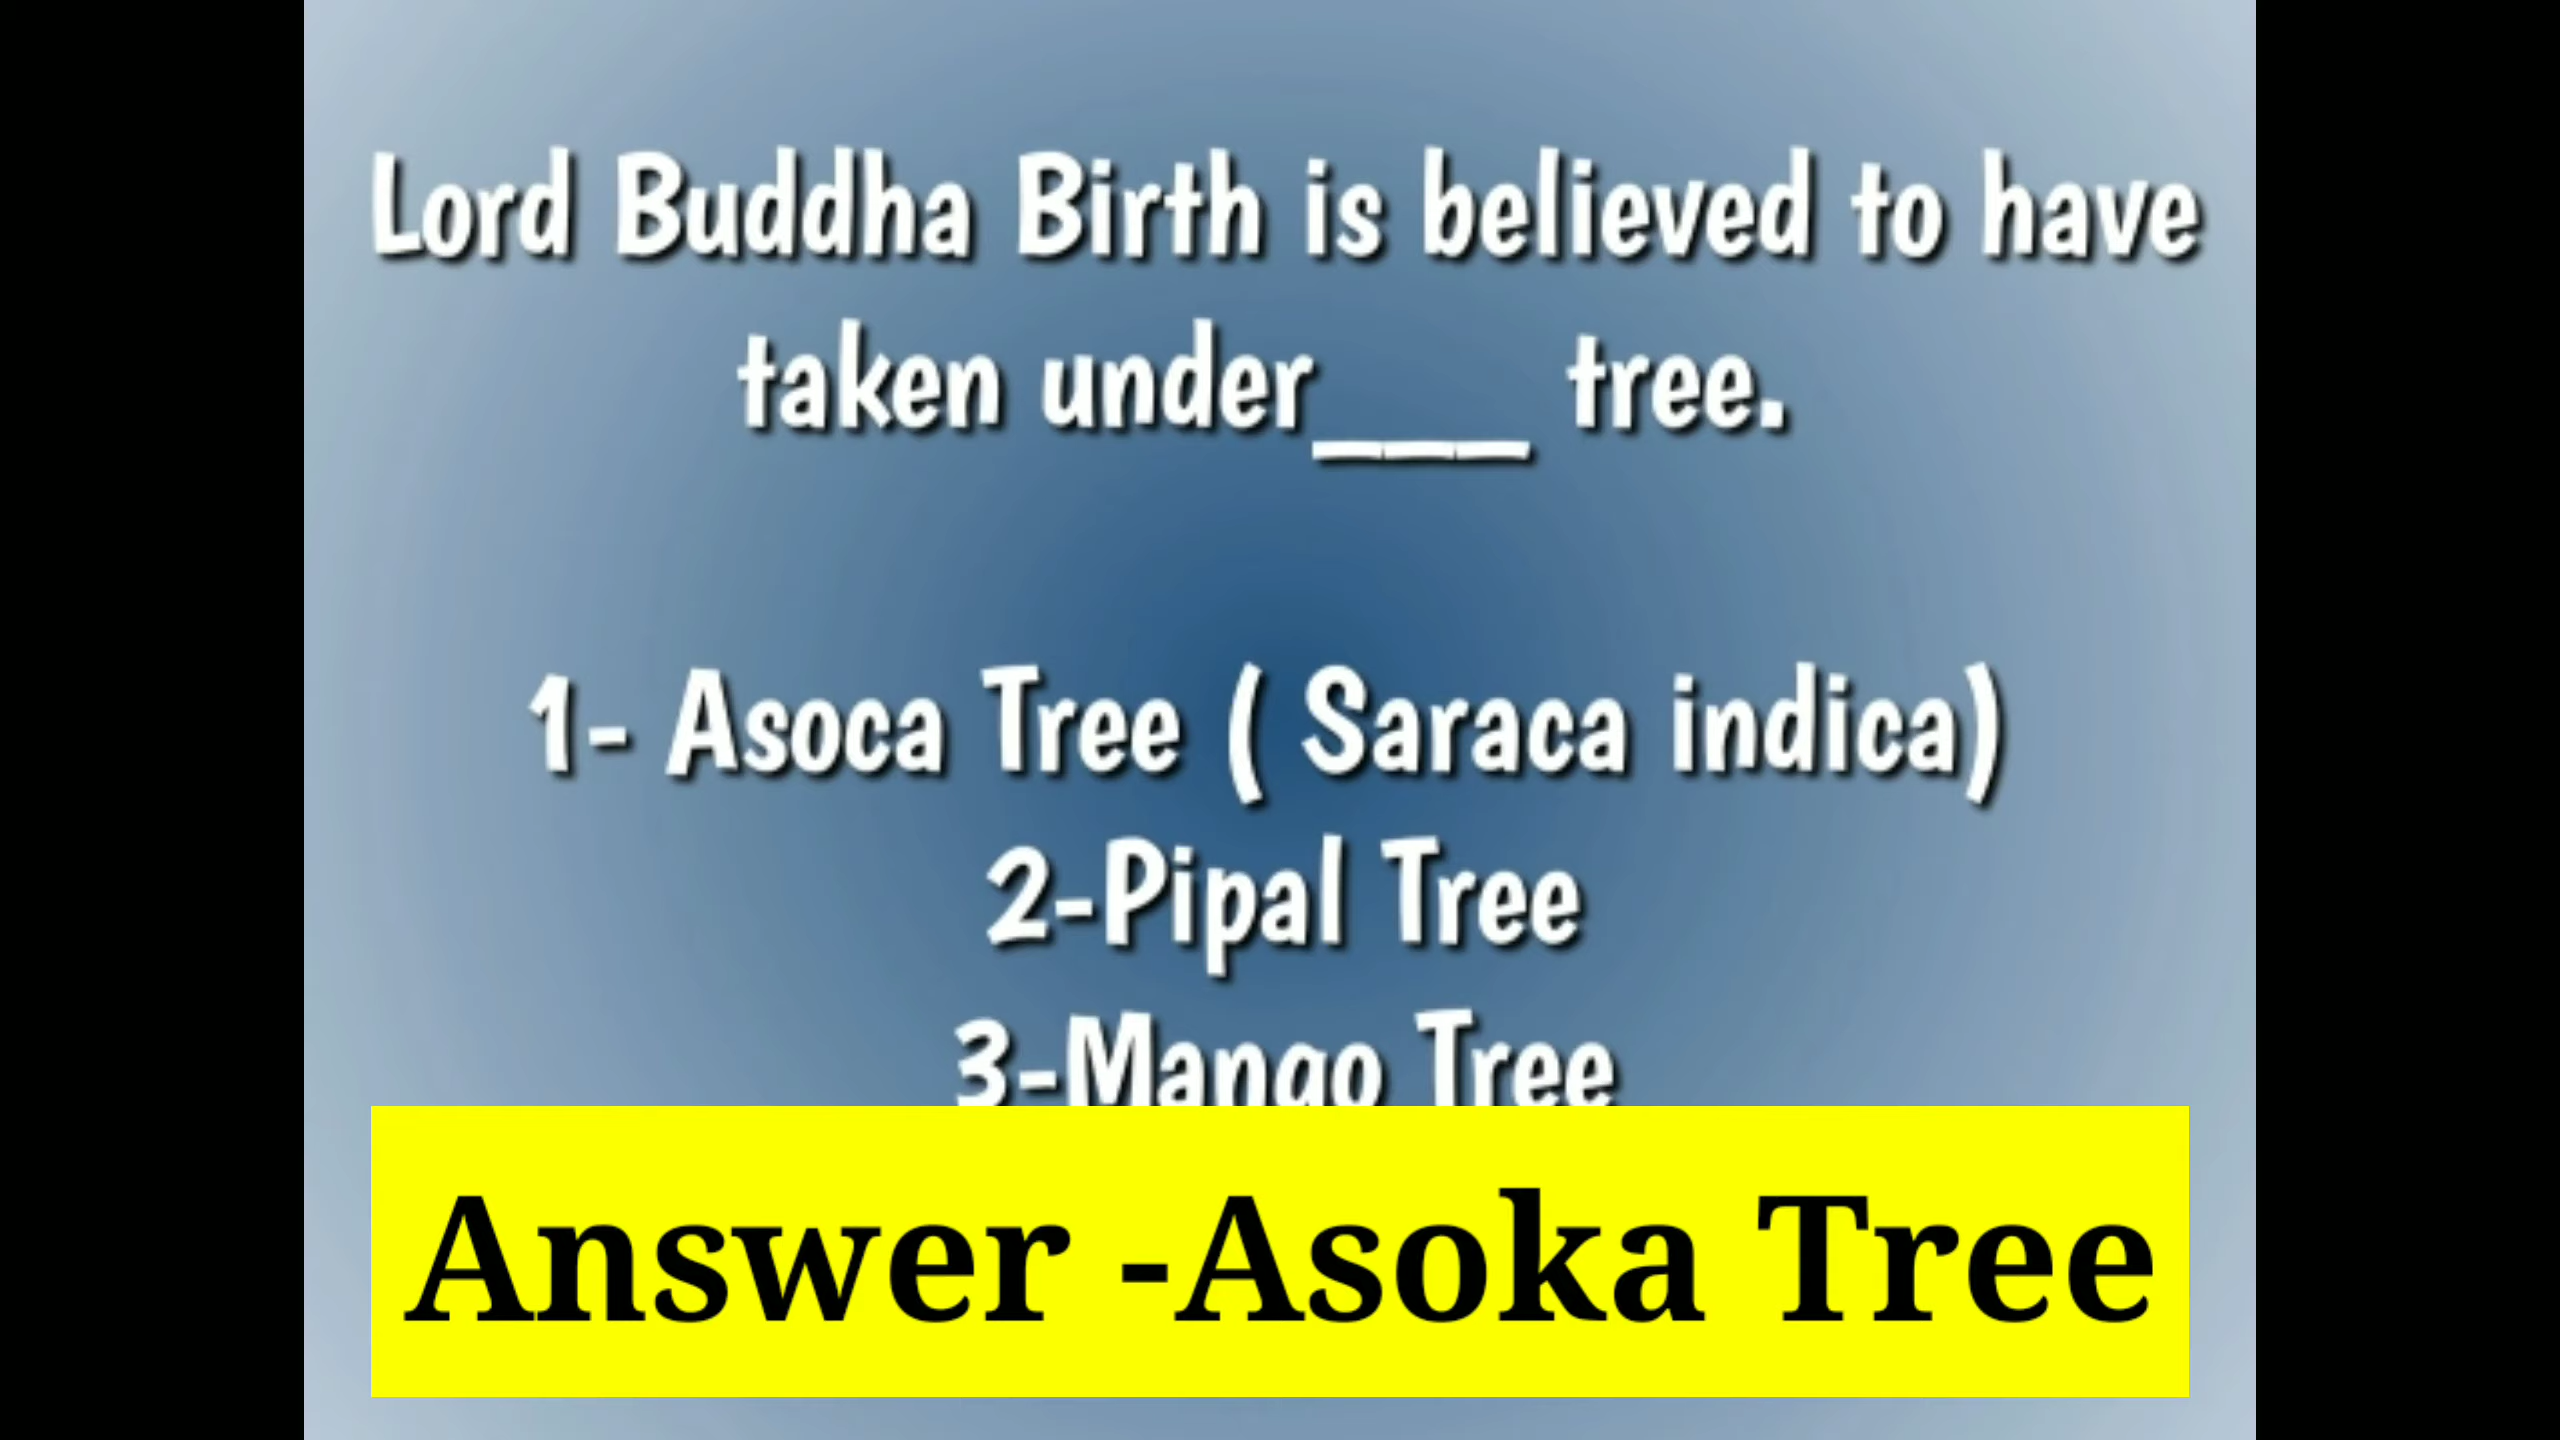 Lord Buddha Birth is believed to have
taken under___ tree.
1- Asoca Tree ( Saraca indica)
2-Pipal Tree
3-Mango Tree
Answer -Asoka Tree